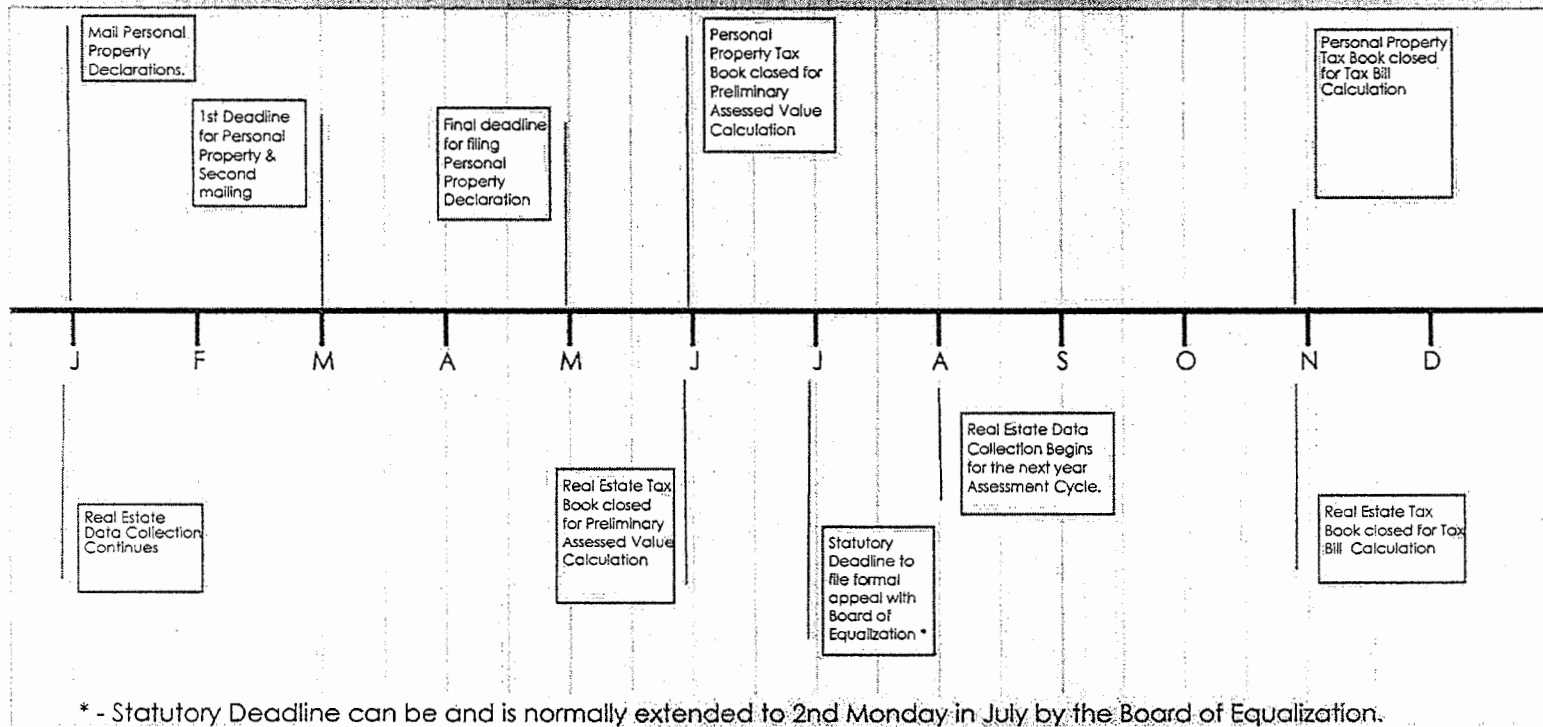 Mail Personal
Property
Declarations.
1st Deadline
for Personal
Property &
Second
mailing
Final deadline
for filing
Personal
Property
Declaration
Personal
Property Tax
Book closed for
Preliminary
Assessed Value
Calculation
Personal Property
Tax Book closed
for Tax Bill
Calculation
J F M A M J J A S O N D
Real Estate
Data Collection
Continues
Real Estate Tax
Book closed
for Preliminary
Assessed Value
Calculation
Statutory
Deadline to
file formal
appeal with
Board of
Equalization *
Real Estate Data
Collection Begins
for the next year
Assessment Cycle.
Real Estate Tax
Book closed for Tax
Bill Calculation
* - Statutory Deadline can be and is normally extended to 2nd Monday in July by the Board of Equalization.